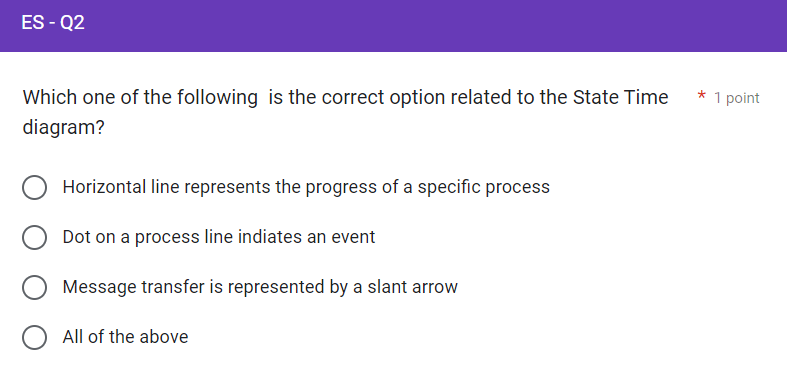 ES - Q2
Which one of the following  is the correct option related to the State Time * 1 point
diagram?
Horizontal line represents the progress of a specific process
Dot on a process line indiates an event
Message transfer is represented by a slant arrow
All of the above